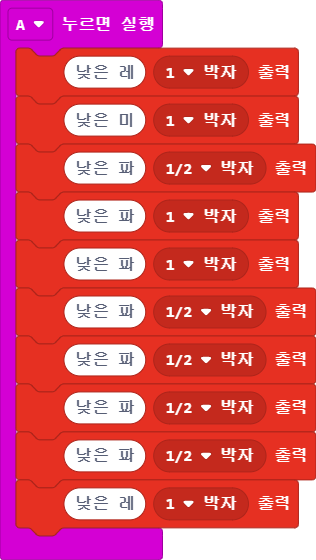 A 누르면 실행
낮은 레 1 박자 출력
낮은 미 1 박자 출력
낮은 파 1/2 박자 출력
낮은 파 1 박자 출력
낮은 파 1 박자 출력
낮은 파 1/2 박자 출력
낮은 파 1/2 박자 출력
낮은 파 1/2 박자 출력
낮은 파 1/2 박자 출력
낮은 레 1 박자 출력